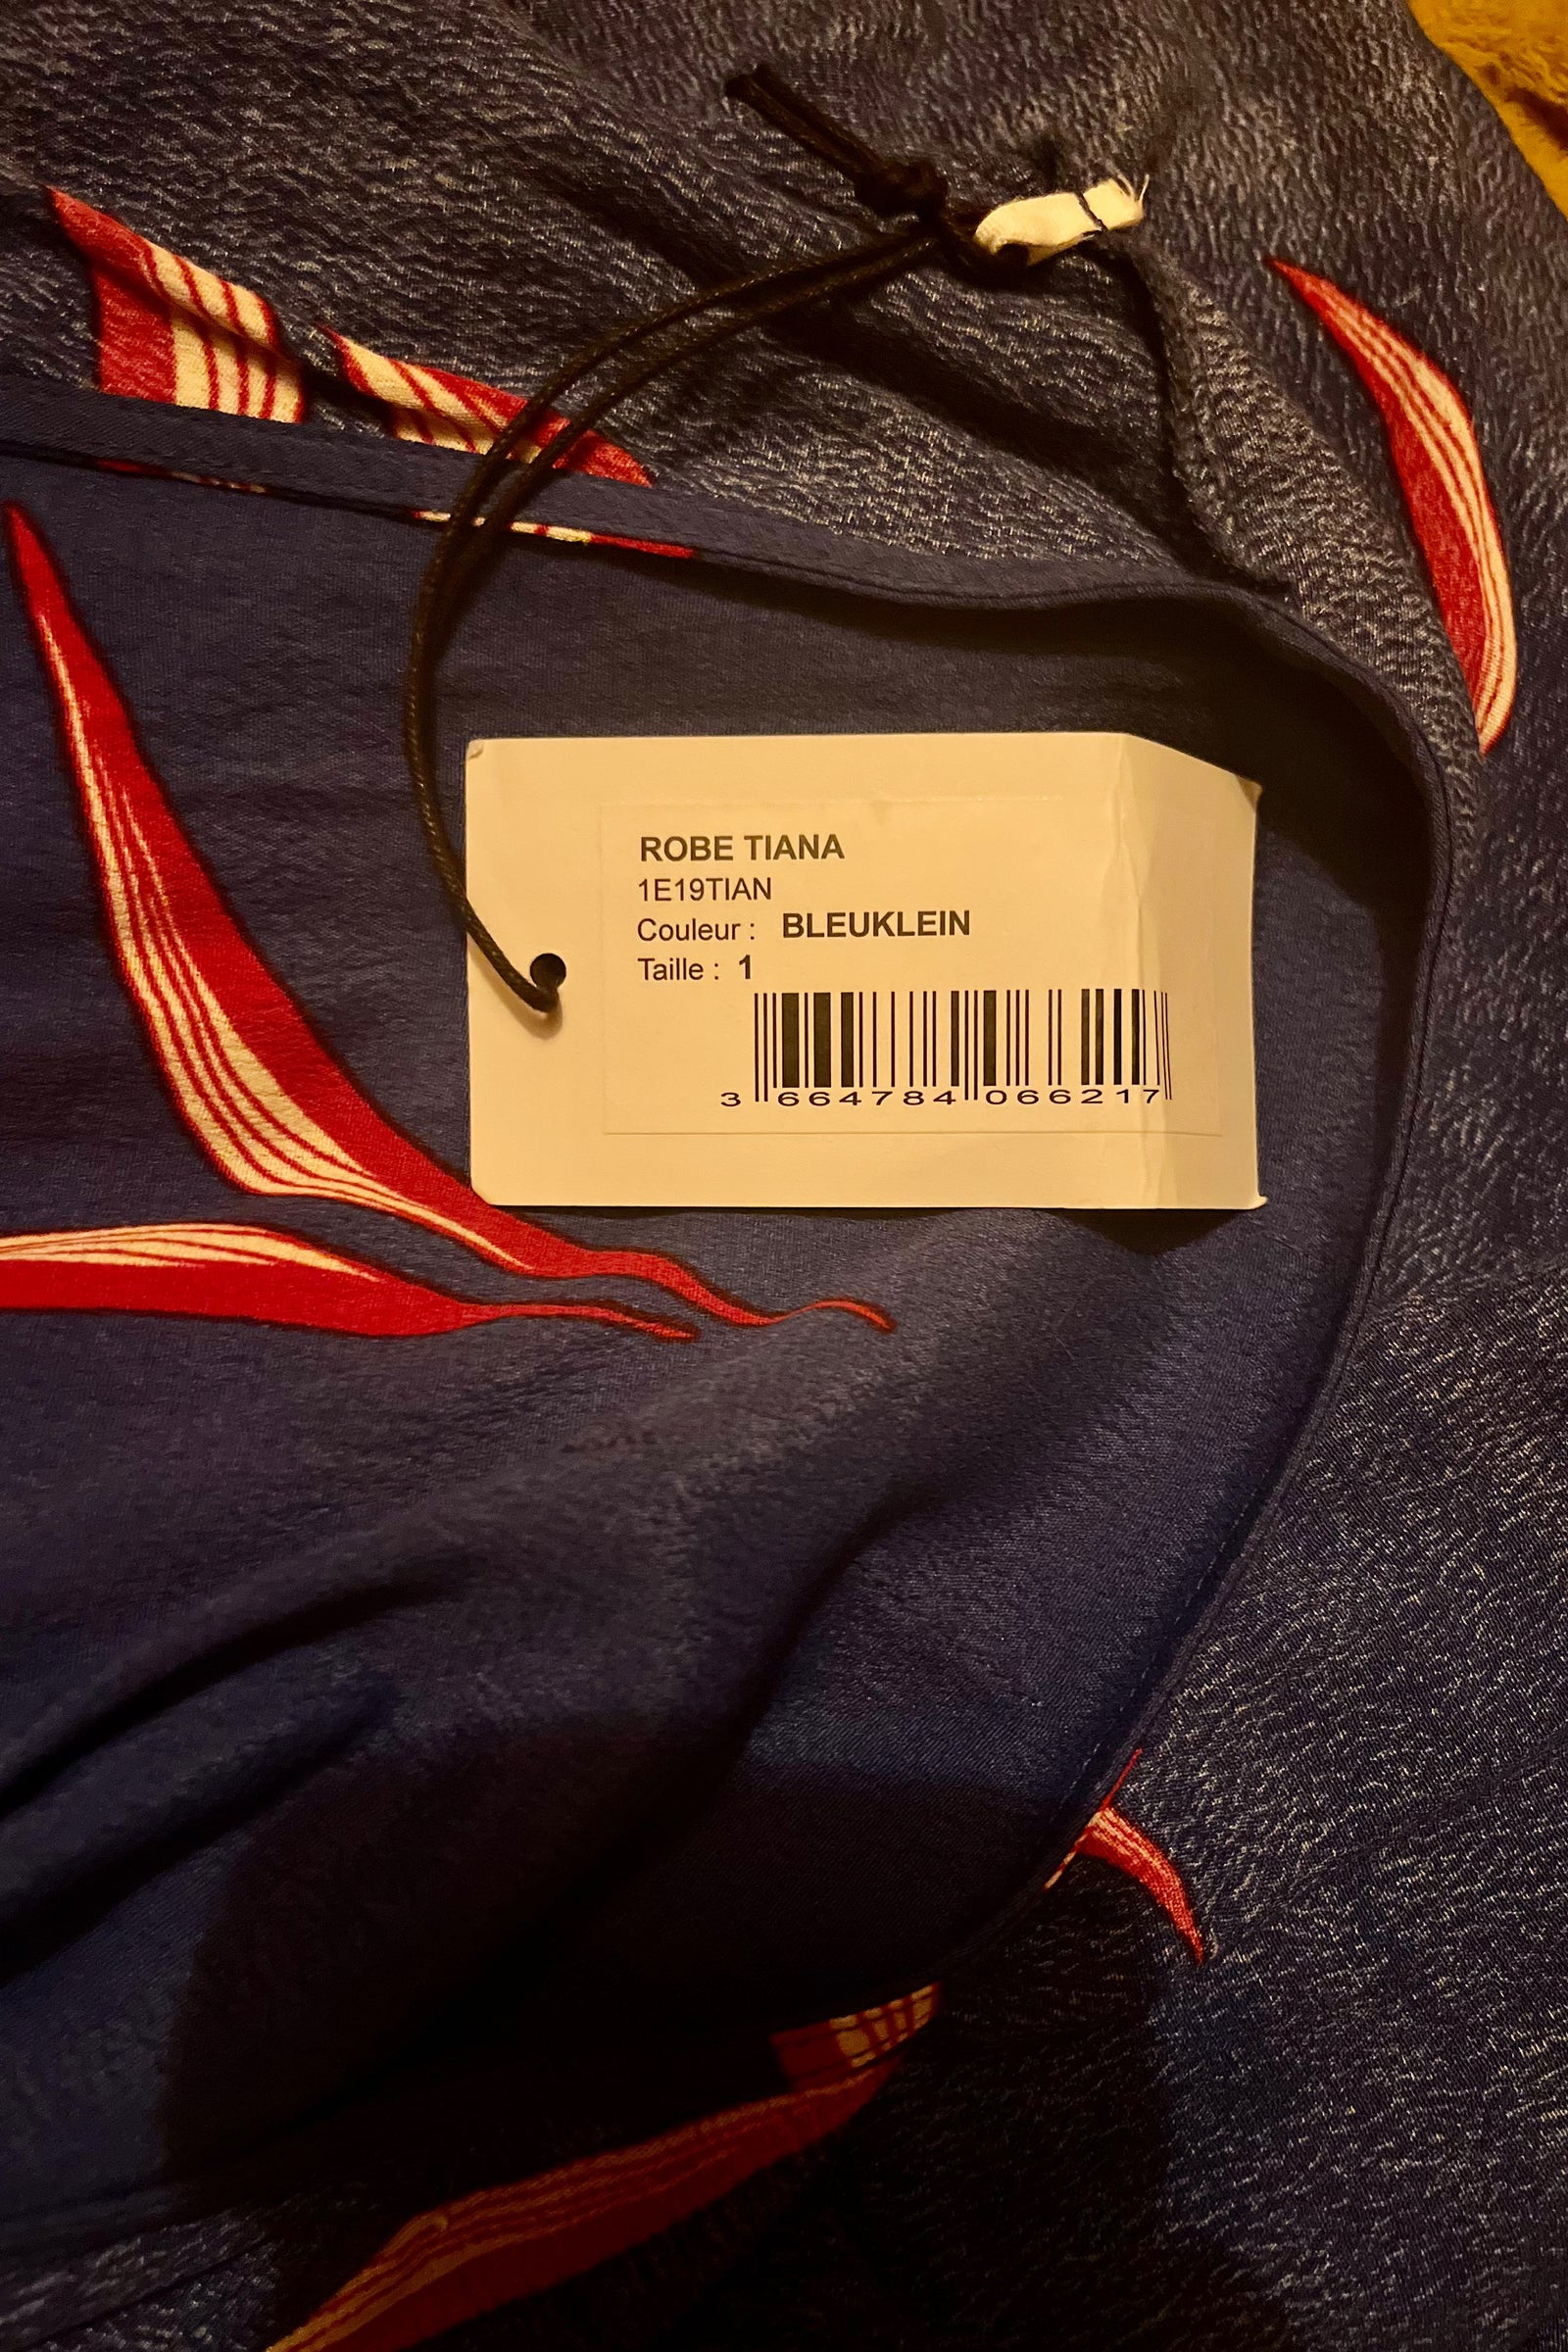 ROBE TIANA
1E19TIAN
Couleur : BLEUKLEIN
Taille : 1
3 664784 066217